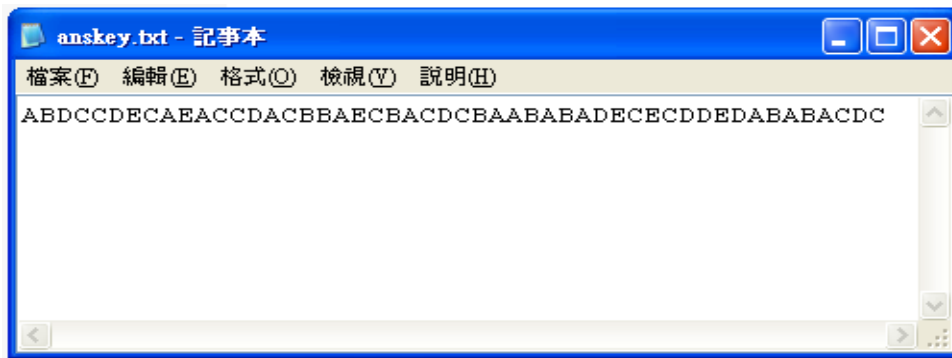 anskey.txt - 記事本
檔案(F) 編輯(E) 格式(O) 檢視(V) 說明(H)
ABDCCDECAEACCDACBBAECBACDCBAABABADECECDDEDABABACDC